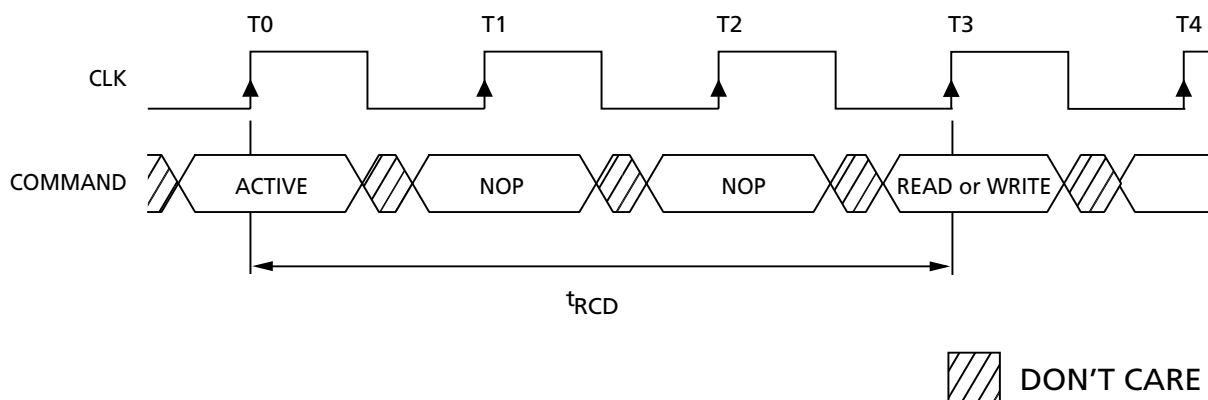 T0 T1 T2 T3 T4
CLK
COMMAND ACTIVE NOP NOP READ or WRITE
tRCD
DON'T CARE